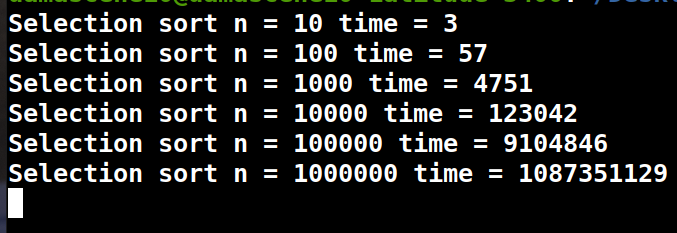 Selection sort n = 10 time = 3
Selection sort n = 100 time = 57
Selection sort n = 1000 time = 4751
Selection sort n = 10000 time = 123042
Selection sort n = 100000 time = 9104846
Selection sort n = 1000000 time = 1087351129